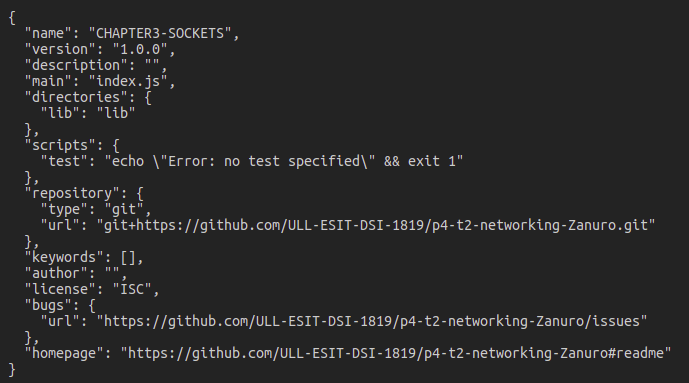 {
  "name": "CHAPTER3-SOCKETS",
  "version": "1.0.0",
  "description": "",
  "main": "index.js",
  "directories": {
    "lib": "lib"
  },
  "scripts": {
    "test": "echo \"Error: no test specified\" && exit 1"
  },
  "repository": {
    "type": "git",
    "url": "git+https://github.com/ULL-ESIT-DSI-1819/p4-t2-networking-Zanuro.git"
  },
  "keywords": [],
  "author": "",
  "license": "ISC",
  "bugs": {
    "url": "https://github.com/ULL-ESIT-DSI-1819/p4-t2-networking-Zanuro/issues"
  },
  "homepage": "https://github.com/ULL-ESIT-DSI-1819/p4-t2-networking-Zanuro#readme"
}